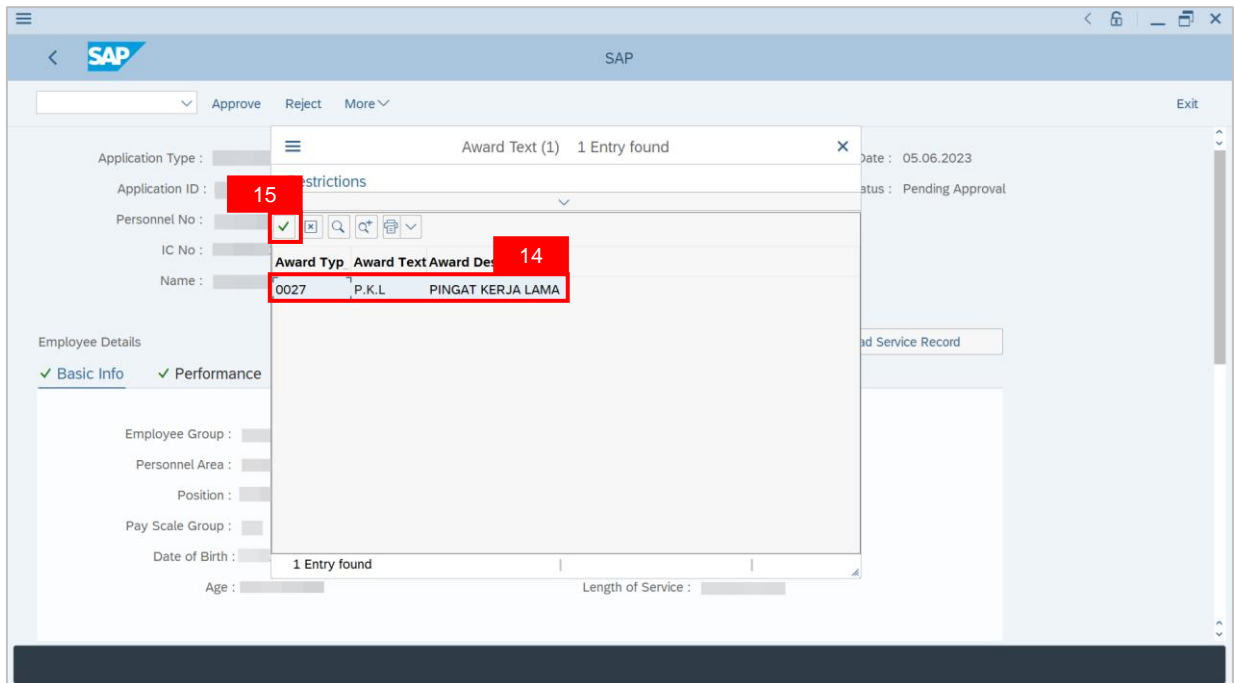 SAP
SAP
Approve Reject More Exit
Award Text (1) 1 Entry found
Application Type : Date : 05.06.2023
15 estrictions
Application ID : atus : Pending Approval
Personnel No :
IC No : 14
Award Typ_ Award Text Award Des
Name :
0027 P.K.L PINGAT KERJA LAMA
Employee Details ad Service Record
Basic Info Performance
Employee Group :
Personnel Area :
Position :
Pay Scale Group :
Date of Birth :
1 Entry found
Age : Length of Service :